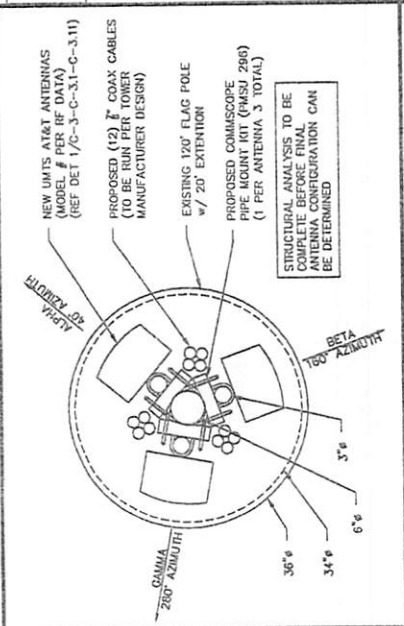 NEW UMTS AT&T ANTENNAS
(MODEL # PER RF DATA)
(REF DET 1/C-3-C-3.1-C-3.11)
PROPOSED (12) COAX CABLES
(TO BE RUN PER TOWER
MANUFACTURER DESIGN)
EXISTING 120' FLAG POLE
w/ 20' EXTENTION
PROPOSED COMMSCOPE
PIPE MOUNT KIT (PMSU 296)
(1 PER ANTENNA 3 TOTAL)
STRUCTURAL ANALYSIS TO BE
COMPLETE BEFORE FINAL
ANTENNA CONFIGURATION CAN
BE DETERMINED
ALPHA
40° AZIMUTH
BETA
160° AZIMUTH
GAMMA
280° AZIMUTH
36"ø
34"ø
6"ø
3"ø